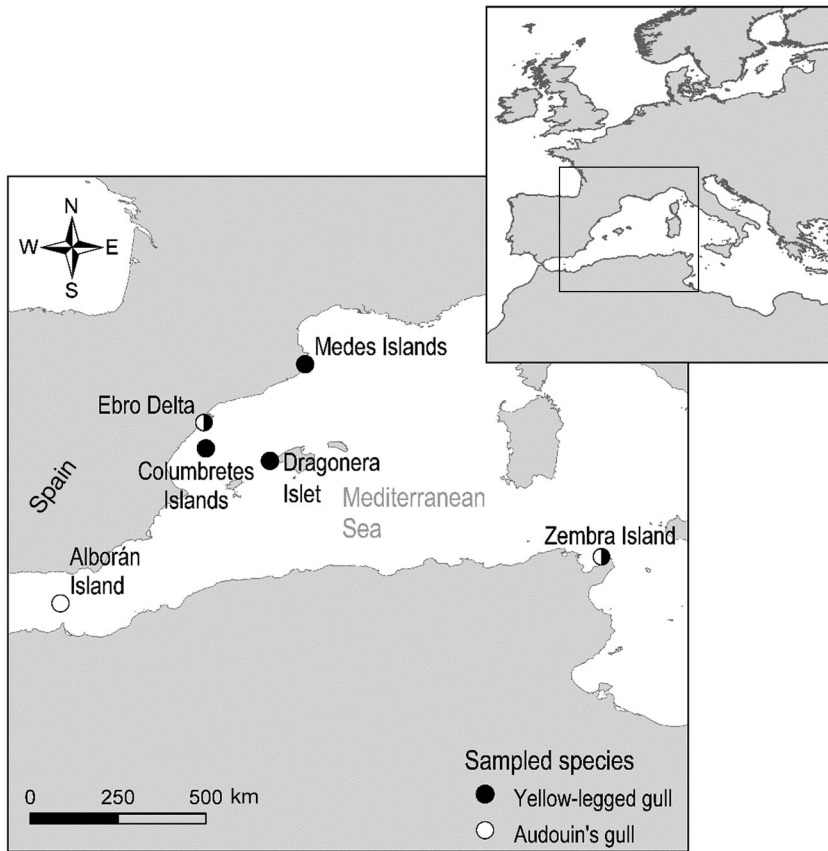 N
W E
S
Medes Islands
Ebro Delta
Columbretes
Islands
Dragonera
Islet
Spain
Mediterranean
Sea
Zembra Island
Alborán
Island
Sampled species
Yellow-legged gull
Audouin's gull
0 250 500 km